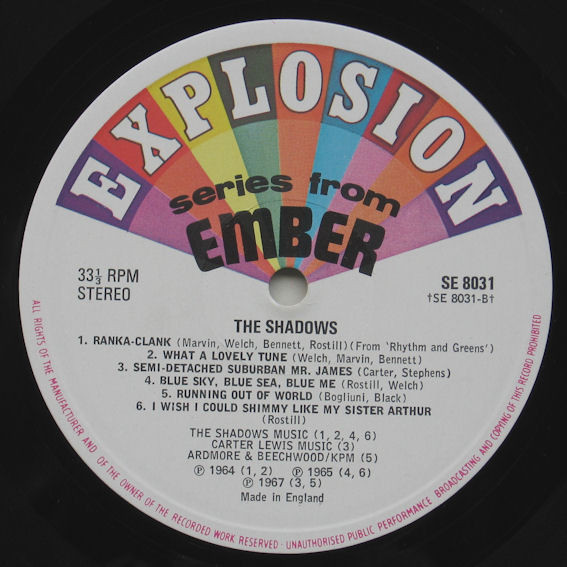 EXPLOSION
series from
EMBER
33⅓ RPM
STEREO
SE 8031
†SE 8031-B†
THE SHADOWS
1. RANKA-CLANK (Marvin, Welch, Bennett, Rostill) (From 'Rhythm and Greens')
2. WHAT A LOVELY TUNE (Welch, Marvin, Bennett)
3. SEMI-DETACHED SUBURBAN MR. JAMES (Carter, Stephens)
4. BLUE SKY, BLUE SEA, BLUE ME (Rostill, Welch)
5. RUNNING OUT OF WORLD (Bogliuni, Black)
6. I WISH I COULD SHIMMY LIKE MY SISTER ARTHUR
(Rostill)
THE SHADOWS MUSIC (1, 2, 4, 6)
CARTER LEWIS MUSIC (3)
ARDMORE & BEECHWOOD/KPM (5)
℗ 1964 (1, 2) ℗ 1965 (4, 6)
℗ 1967 (3, 5)
Made in England
ALL RIGHTS OF THE MANUFACTURER AND OF THE OWNER OF THE RECORDED WORK RESERVED · UNAUTHORISED PUBLIC PERFORMANCE BROADCASTING AND COPYING OF THIS RECORD PROHIBITED